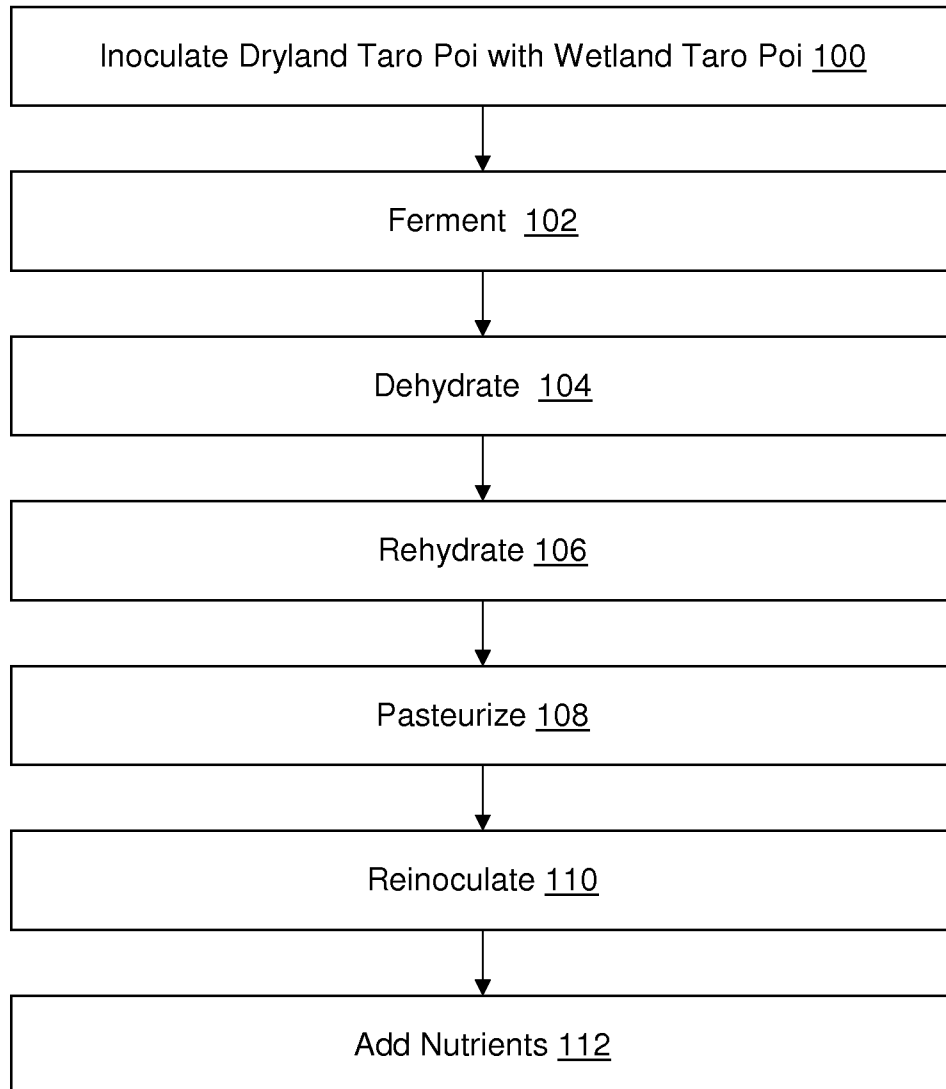 Inoculate Dryland Taro Poi with Wetland Taro Poi 100
Ferment 102
Dehydrate 104
Rehydrate 106
Pasteurize 108
Reinoculate 110
Add Nutrients 112